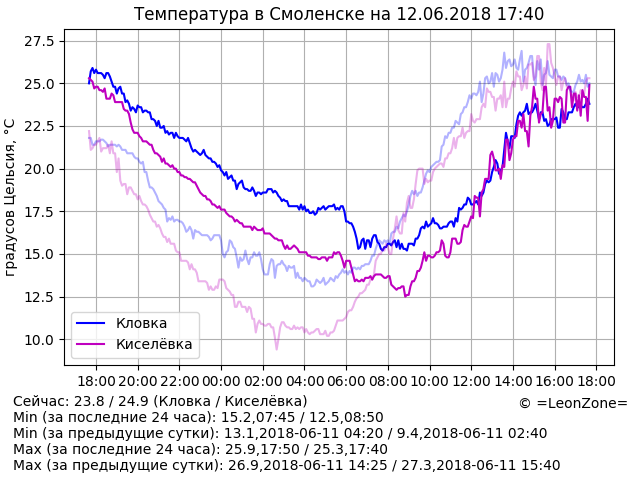 Температура в Смоленске на 12.06.2018 17:40
градусов Цельсия, °C
27.5
25.0
22.5
20.0
17.5
15.0
12.5
10.0
Кловка
Киселёвка
18:00 20:00 22:00 00:00 02:00 04:00 06:00 08:00 10:00 12:00 14:00 16:00 18:00
© =LeonZone=
Сейчас: 23.8 / 24.9 (Кловка / Киселёвка)
Min (за последние 24 часа): 15.2,07:45 / 12.5,08:50
Min (за предыдущие сутки): 13.1,2018-06-11 04:20 / 9.4,2018-06-11 02:40
Max (за последние 24 часа): 25.9,17:50 / 25.3,17:40
Max (за предыдущие сутки): 26.9,2018-06-11 14:25 / 27.3,2018-06-11 15:40